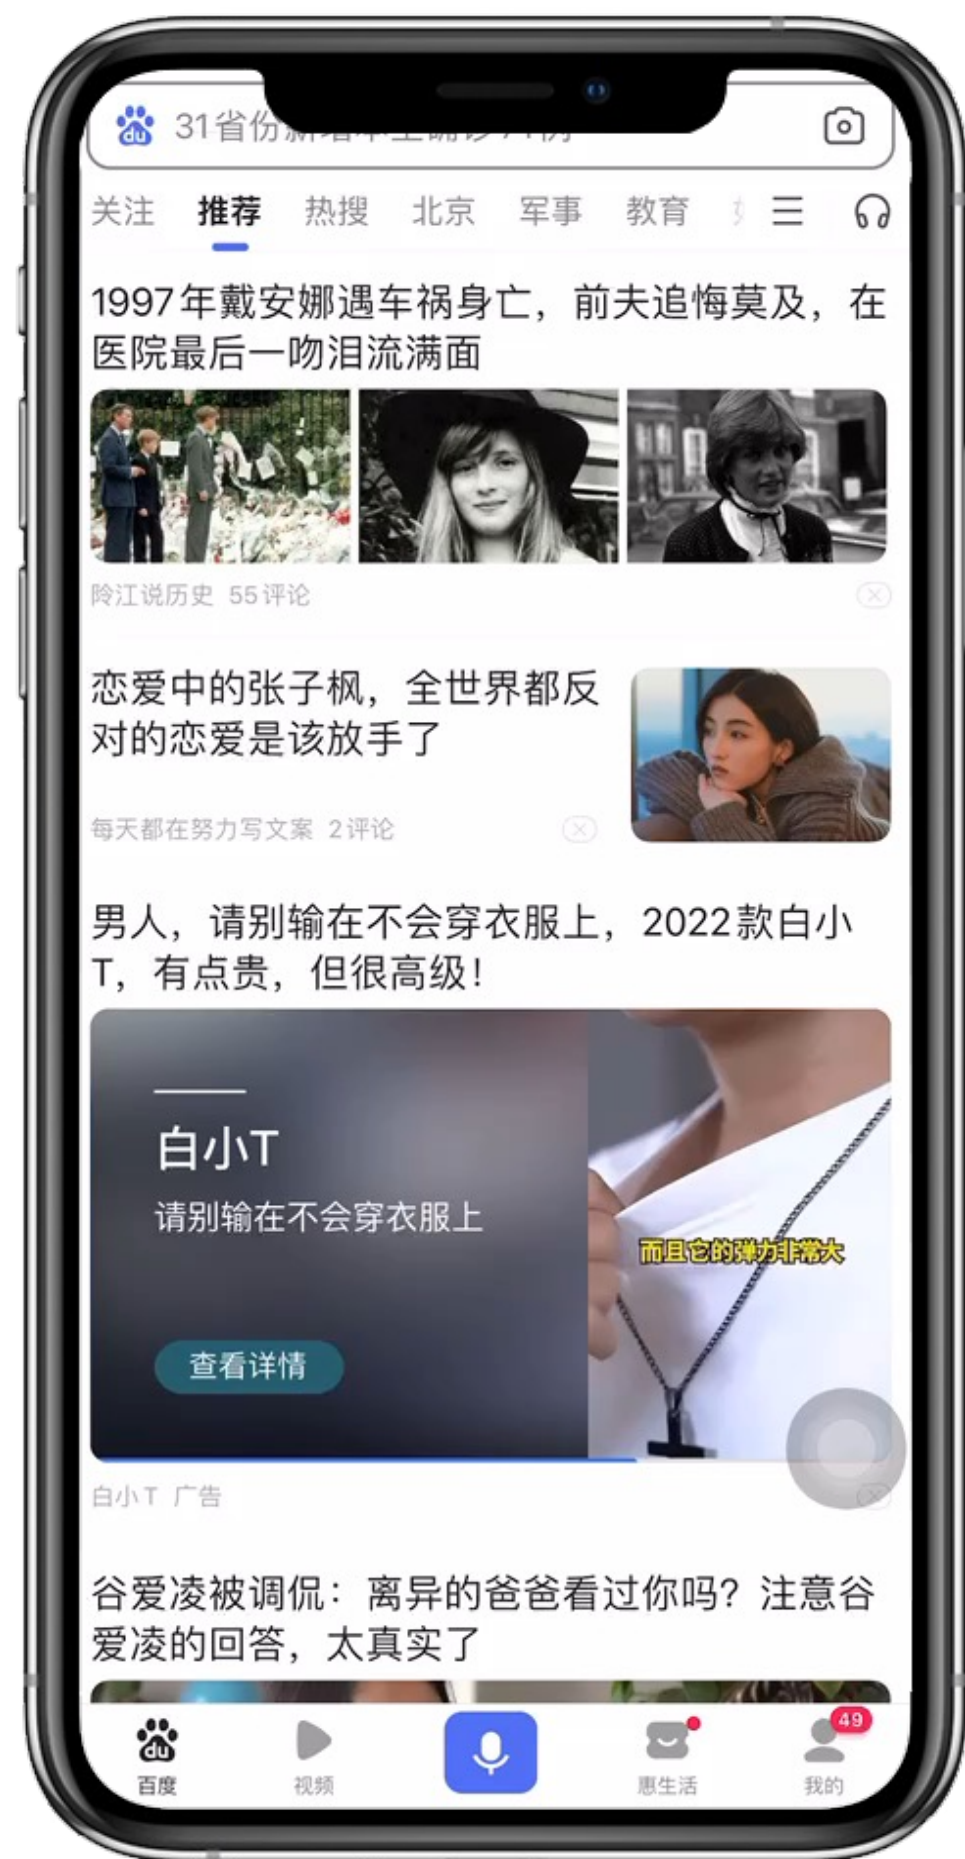 du 31省份
关注 推荐 热搜 北京 军事 教育
1997年戴安娜遇车祸身亡，前夫追悔莫及，在
医院最后一吻泪流满面
阾江说历史 55评论
恋爱中的张子枫，全世界都反
对的恋爱是该放手了
每天都在努力写文案 2评论
男人，请别输在不会穿衣服上，2022款白小
T，有点贵，但很高级！
白小T
请别输在不会穿衣服上
而且它的弹力非常大
查看详情
白小T 广告
谷爱凌被调侃：离异的爸爸看过你吗？注意谷
爱凌的回答，太真实了
49
du
百度 视频 惠生活 我的